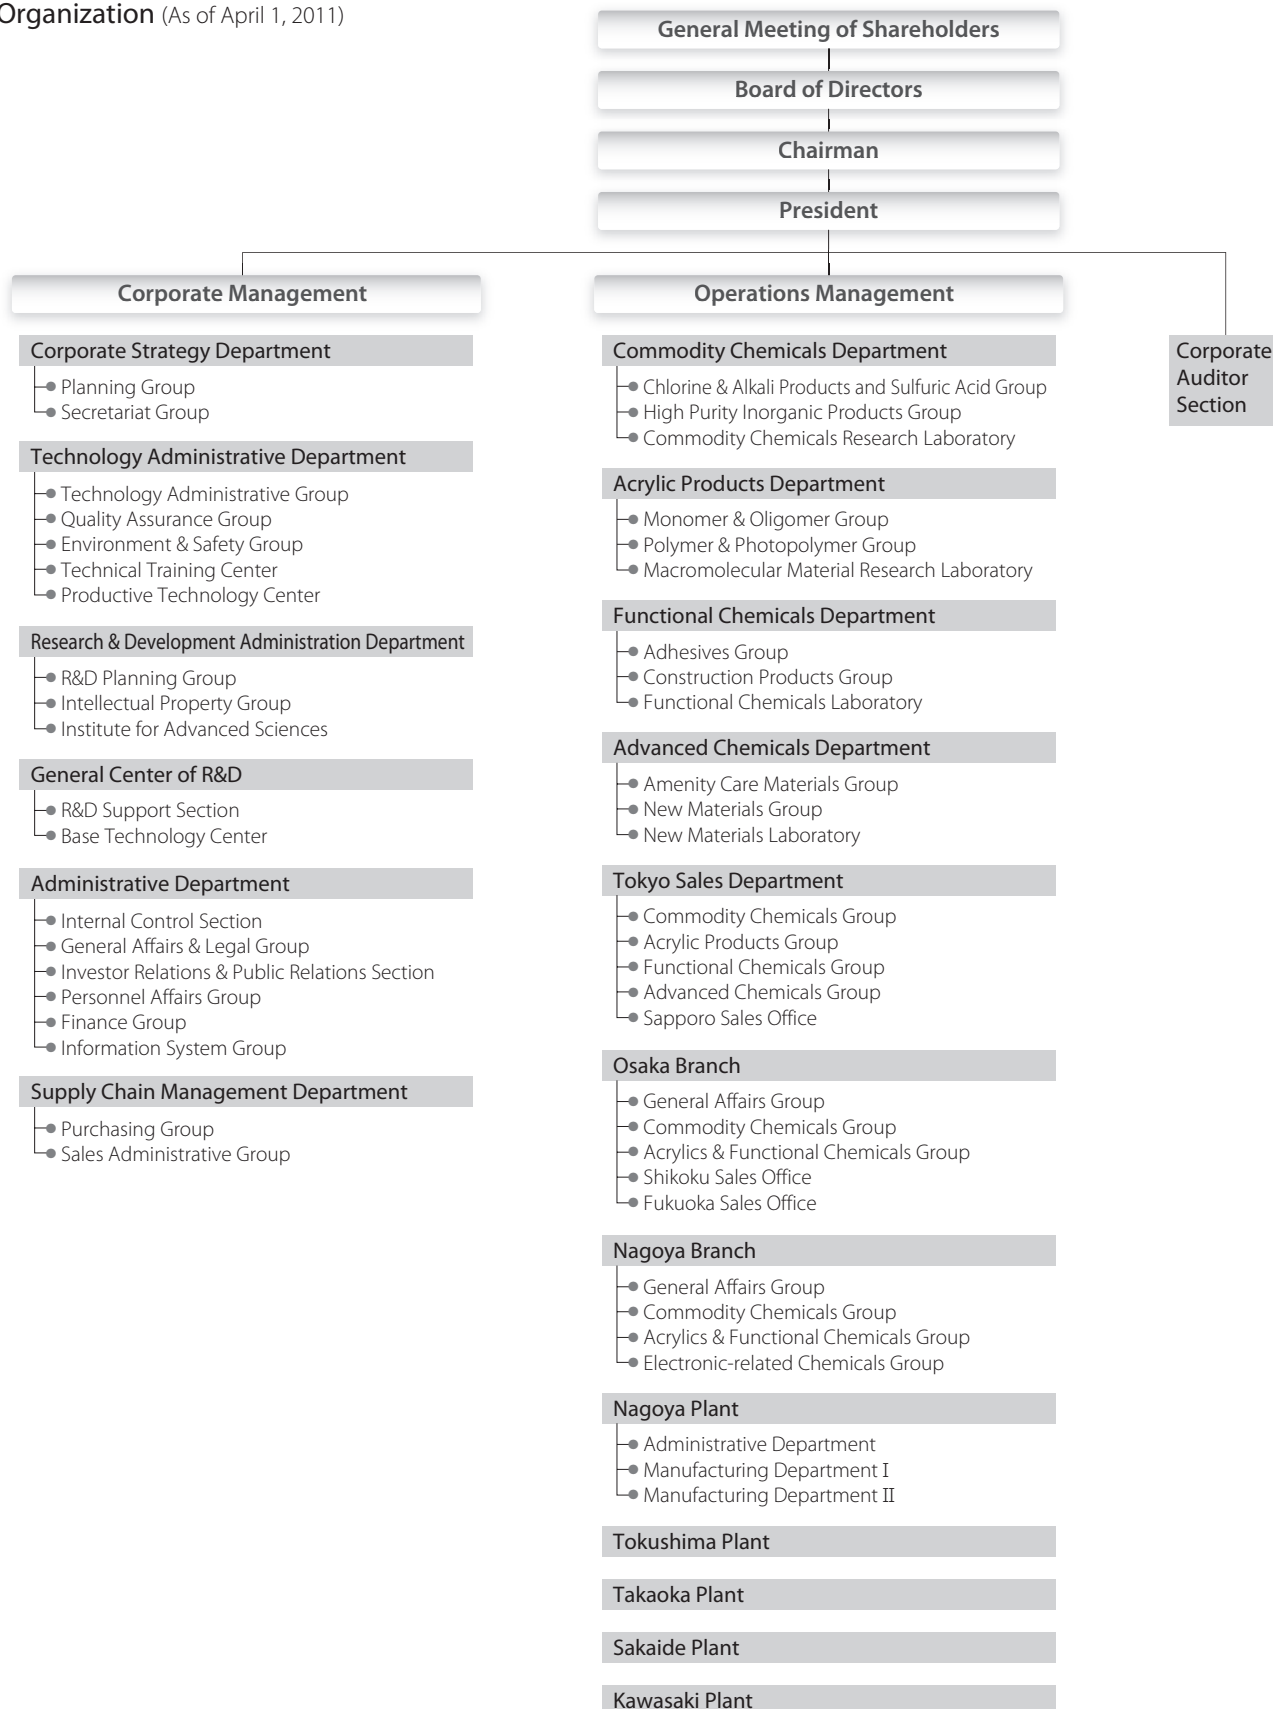 Organization (As of April 1, 2011)
General Meeting of Shareholders
Board of Directors
Chairman
President
Corporate Management
Corporate Strategy Department
Planning Group
Secretariat Group
Technology Administrative Department
Technology Administrative Group
Quality Assurance Group
Environment & Safety Group
Technical Training Center
Productive Technology Center
Research & Development Administration Department
R&D Planning Group
Intellectual Property Group
Institute for Advanced Sciences
General Center of R&D
R&D Support Section
Base Technology Center
Administrative Department
Internal Control Section
General Affairs & Legal Group
Investor Relations & Public Relations Section
Personnel Affairs Group
Finance Group
Information System Group
Supply Chain Management Department
Purchasing Group
Sales Administrative Group
Operations Management
Commodity Chemicals Department
Chlorine & Alkali Products and Sulfuric Acid Group
High Purity Inorganic Products Group
Commodity Chemicals Research Laboratory
Acrylic Products Department
Monomer & Oligomer Group
Polymer & Photopolymer Group
Macromolecular Material Research Laboratory
Functional Chemicals Department
Adhesives Group
Construction Products Group
Functional Chemicals Laboratory
Advanced Chemicals Department
Amenity Care Materials Group
New Materials Group
New Materials Laboratory
Tokyo Sales Department
Commodity Chemicals Group
Acrylic Products Group
Functional Chemicals Group
Advanced Chemicals Group
Sapporo Sales Office
Osaka Branch
General Affairs Group
Commodity Chemicals Group
Acrylics & Functional Chemicals Group
Shikoku Sales Office
Fukuoka Sales Office
Nagoya Branch
General Affairs Group
Commodity Chemicals Group
Acrylics & Functional Chemicals Group
Electronic-related Chemicals Group
Nagoya Plant
Administrative Department
Manufacturing Department I
Manufacturing Department II
Tokushima Plant
Takaoka Plant
Sakaide Plant
Kawasaki Plant
Corporate
Auditor
Section